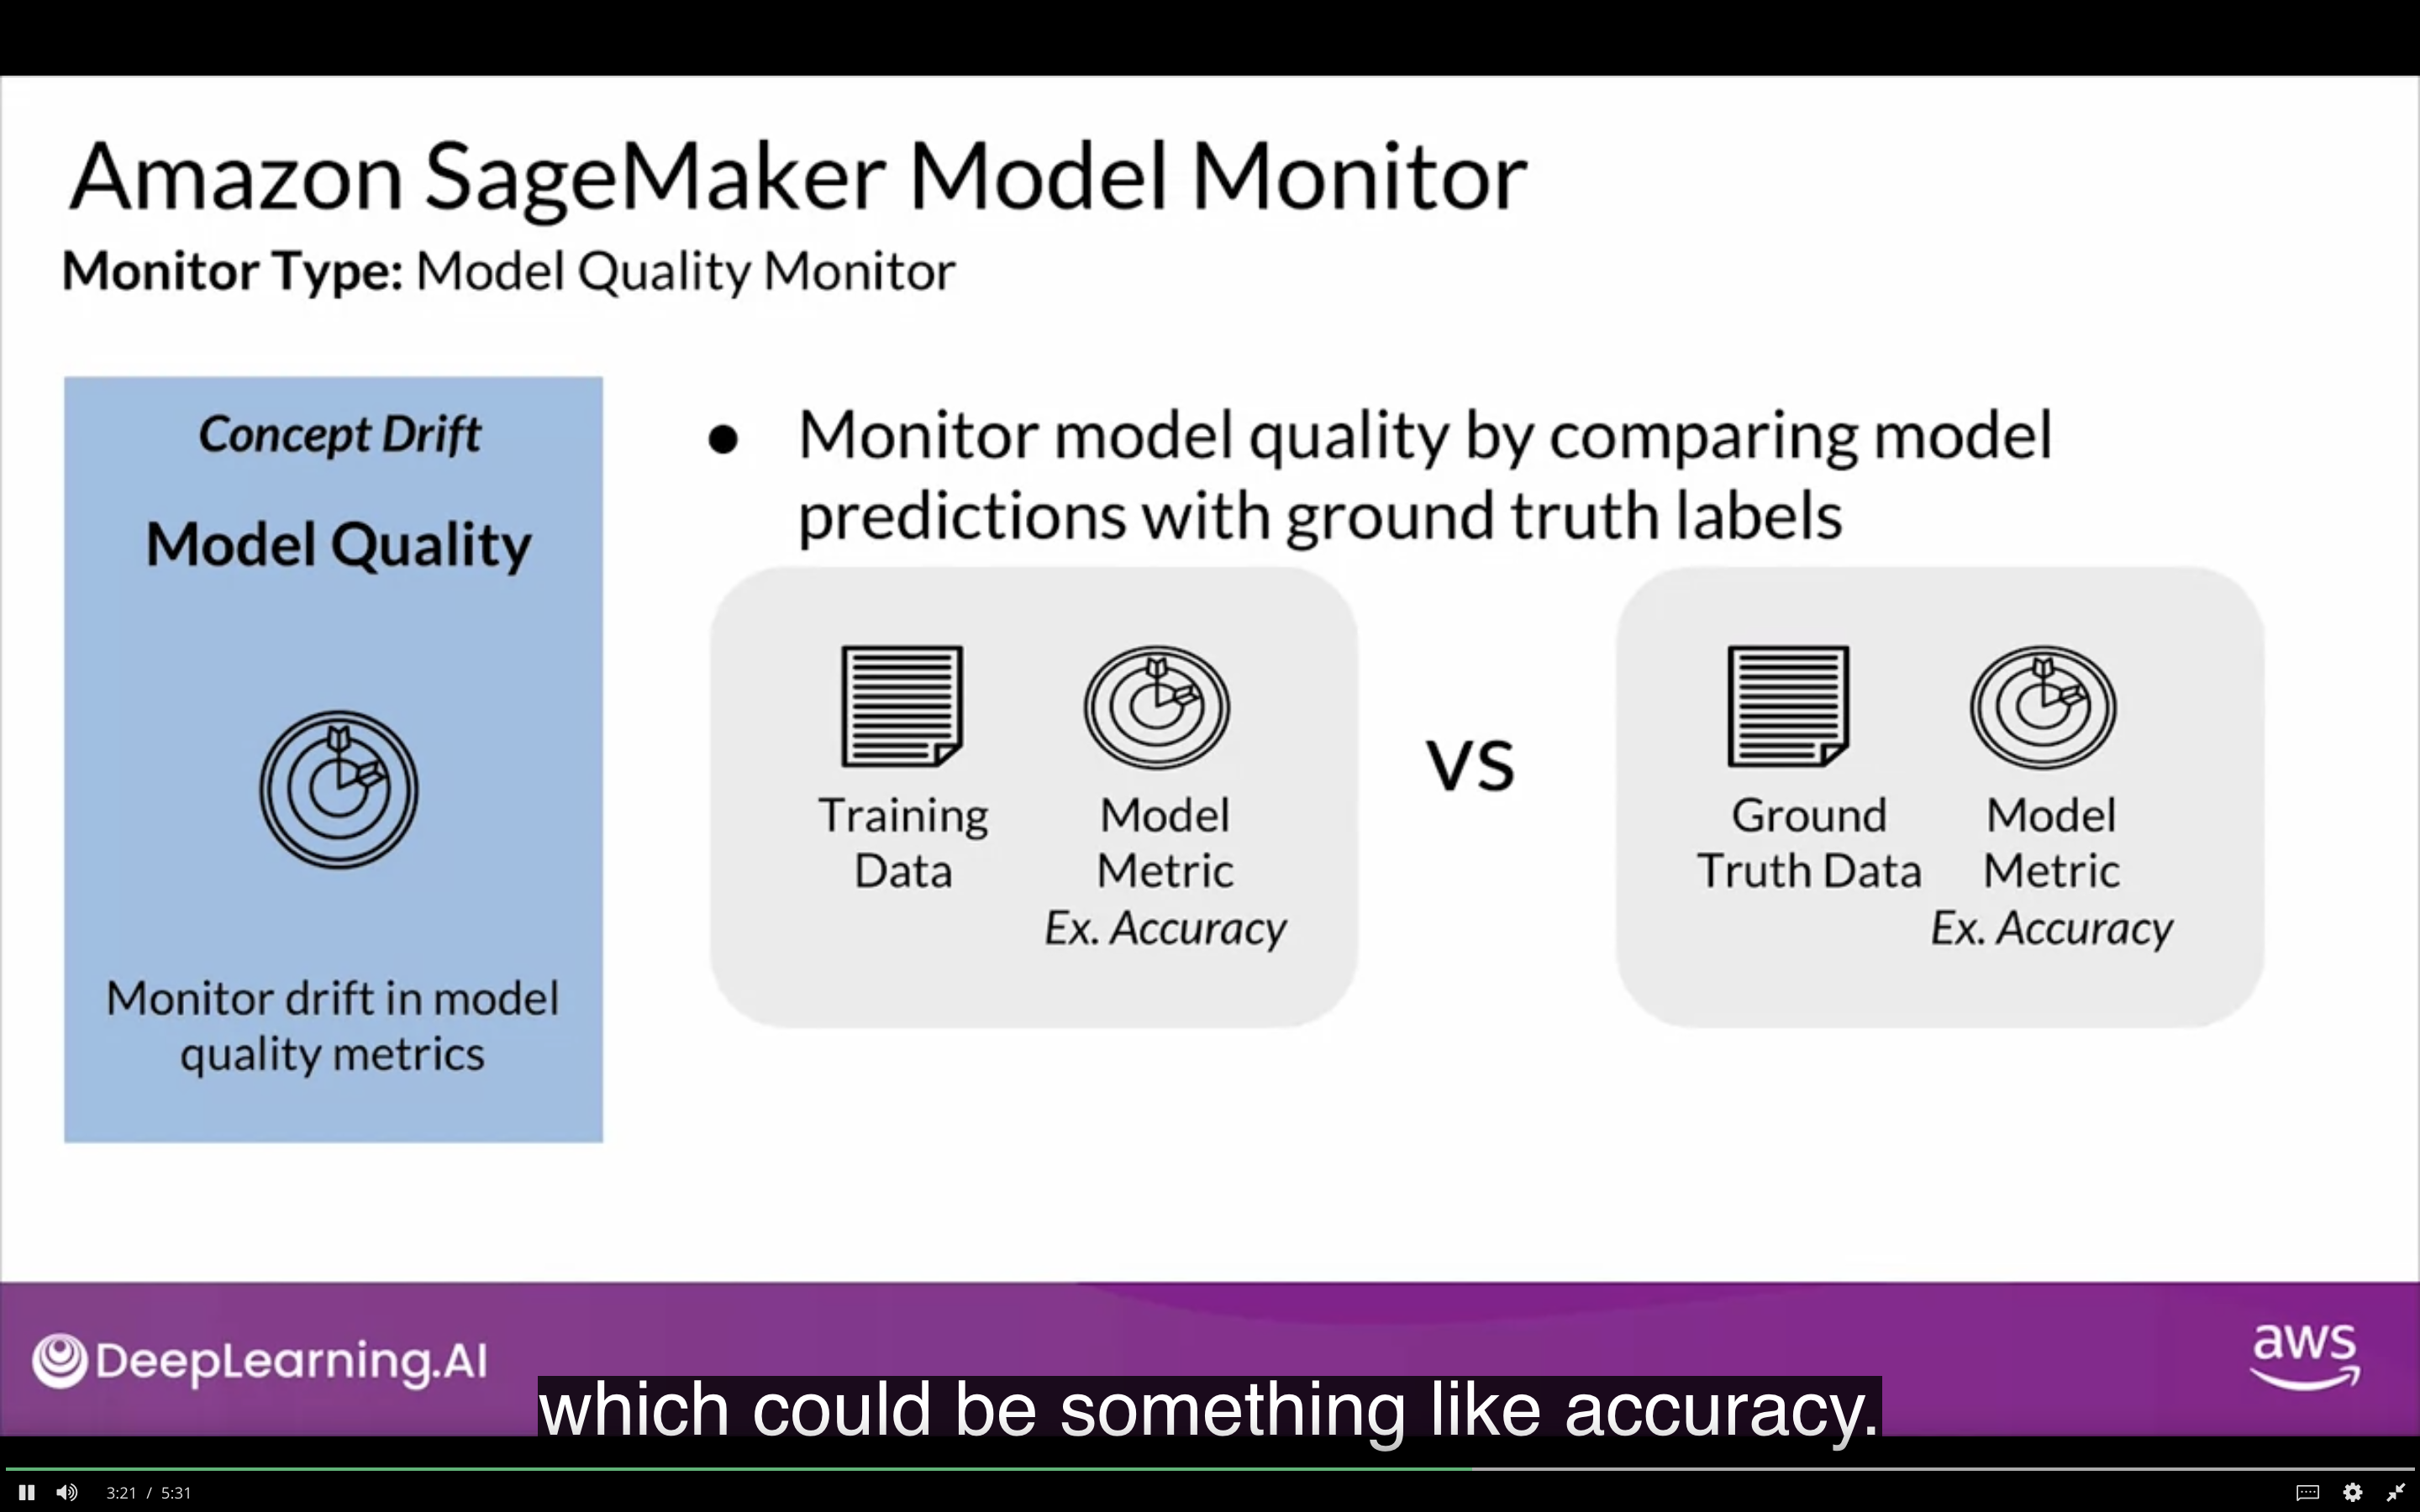 Amazon SageMaker Model Monitor
Monitor Type: Model Quality Monitor
Concept Drift
Model Quality
Monitor drift in model
quality metrics
● Monitor model quality by comparing model
predictions with ground truth labels
Training
Data
Model
Metric
Ex. Accuracy
vs
Ground
Truth Data
Model
Metric
Ex. Accuracy
DeepLearning.AI
aws
which could be something like accuracy.
3:21 / 5:31